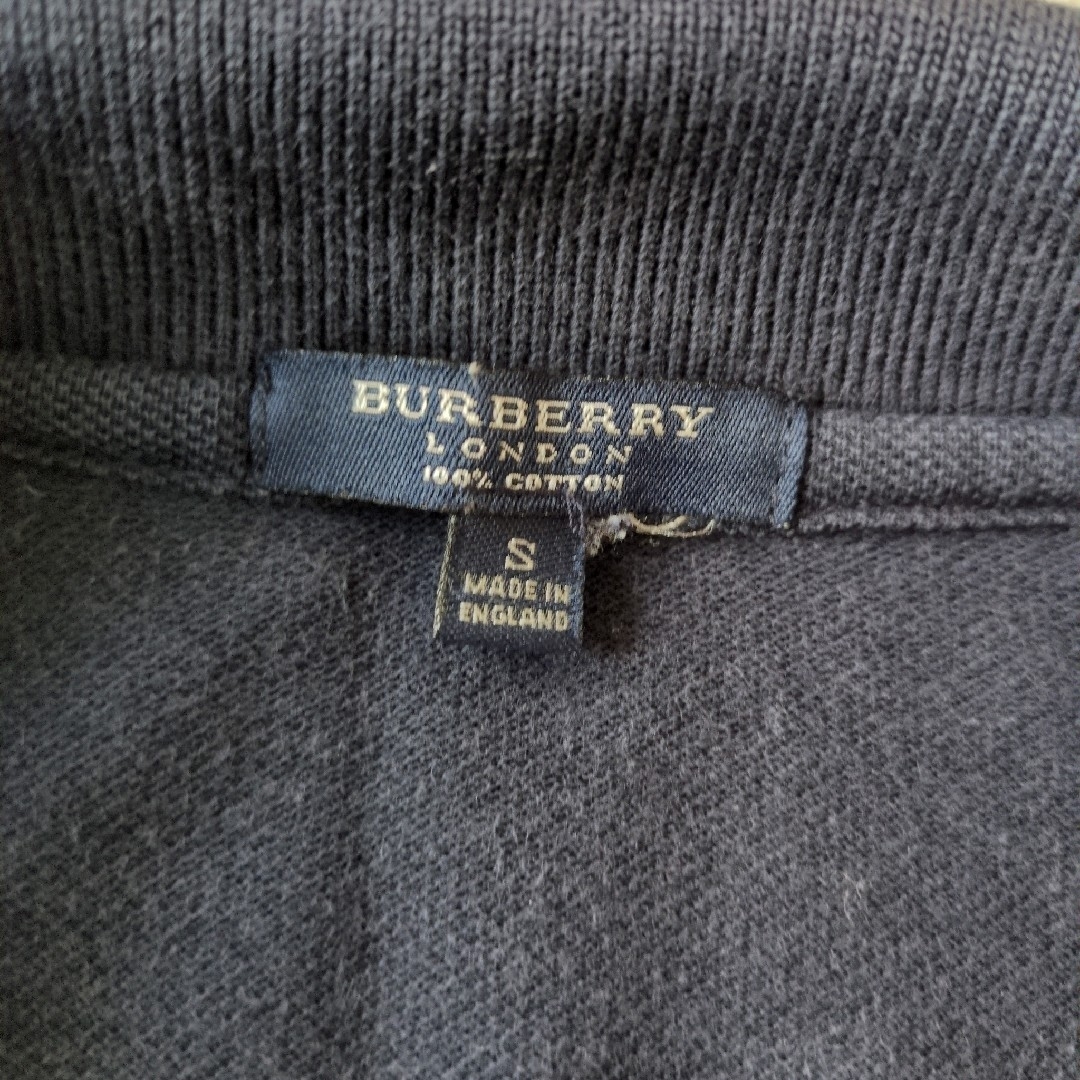 BURBERRY
LONDON
100% COTTON
S
MADE IN
ENGLAND